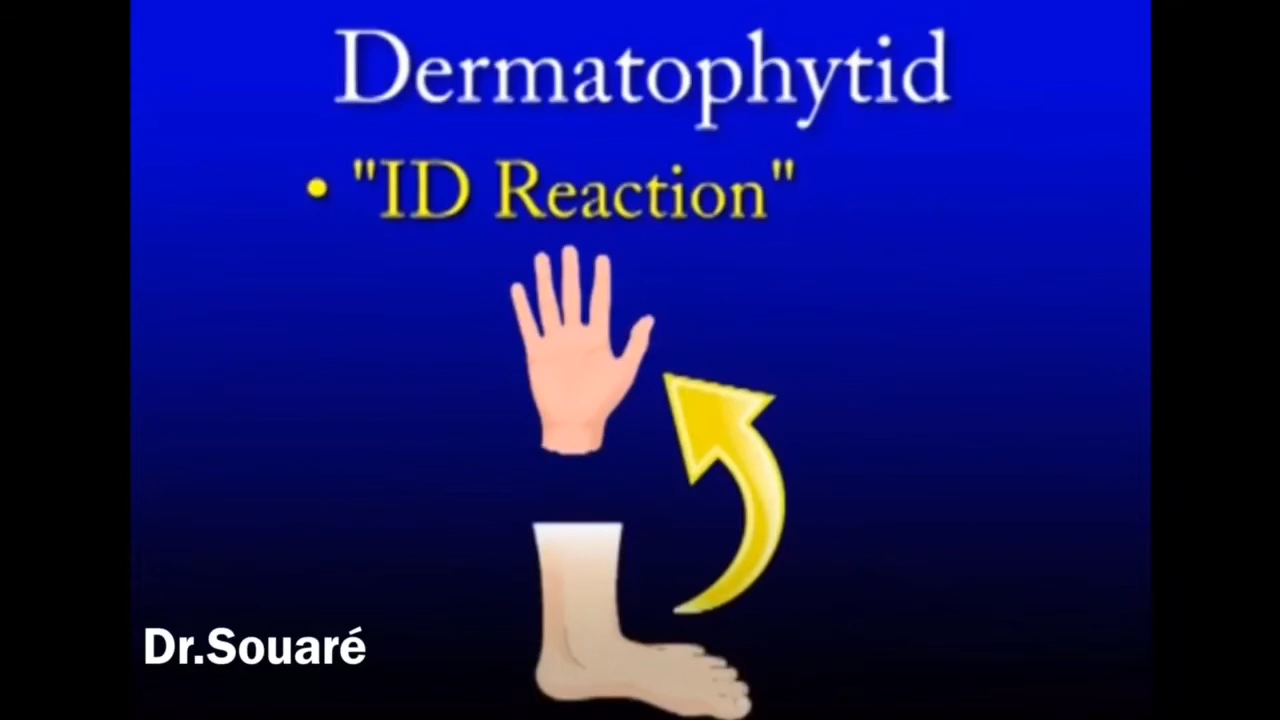 Dermatophytid
• "ID Reaction"
Dr.Souaré